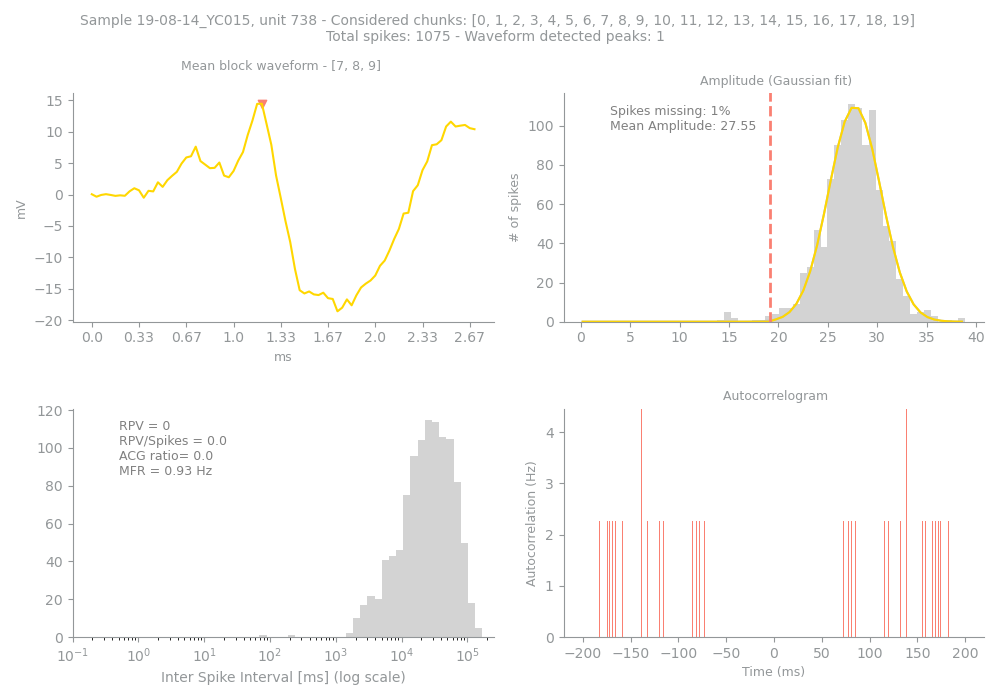 Sample 19-08-14_YC015, unit 738 - Considered chunks: [0, 1, 2, 3, 4, 5, 6, 7, 8, 9, 10, 11, 12, 13, 14, 15, 16, 17, 18, 19]
Total spikes: 1075 - Waveform detected peaks: 1
Mean block waveform - [7, 8, 9]
15
10
5
0
−5
−10
−15
−20
mV
0.0 0.33 0.67 1.0 1.33 1.67 2.0 2.33 2.67
ms
Amplitude (Gaussian fit)
Spikes missing: 1%
Mean Amplitude: 27.55
100
80
60
40
20
0
# of spikes
0 5 10 15 20 25 30 35 40
120
100
80
60
40
20
0
RPV = 0
RPV/Spikes = 0.0
ACG ratio= 0.0
MFR = 0.93 Hz
10⁻¹ 10⁰ 10¹ 10² 10³ 10⁴ 10⁵
Inter Spike Interval [ms] (log scale)
Autocorrelogram
4
3
2
1
0
Autocorrelation (Hz)
−200 −150 −100 −50 0 50 100 150 200
Time (ms)